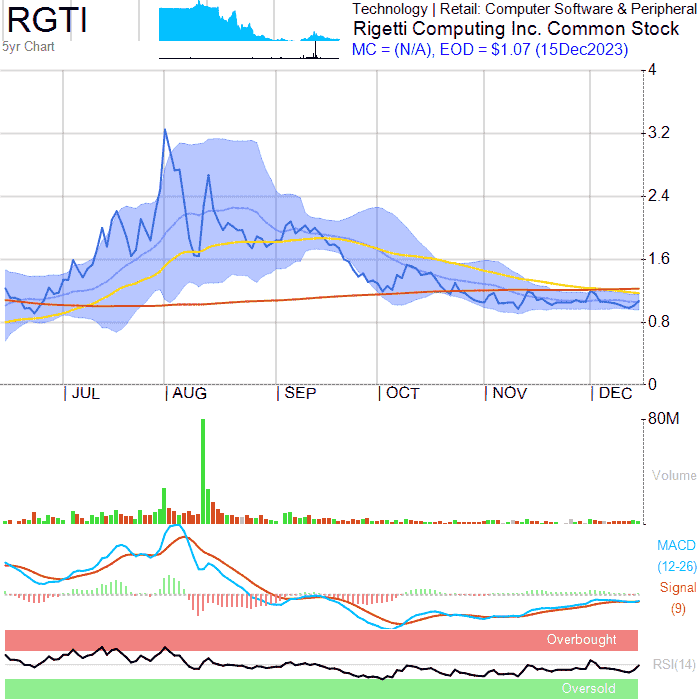 RGTI
5yr Chart
Technology | Retail: Computer Software & Peripheral
Rigetti Computing Inc. Common Stock
MC = (N/A), EOD = $1.07 (15Dec2023)
4
3.2
2.4
1.6
0.8
0
JUL
AUG
SEP
OCT
NOV
DEC
80M
Volume
MACD
(12-26)
Signal
(9)
Overbought
RSI(14)
Oversold